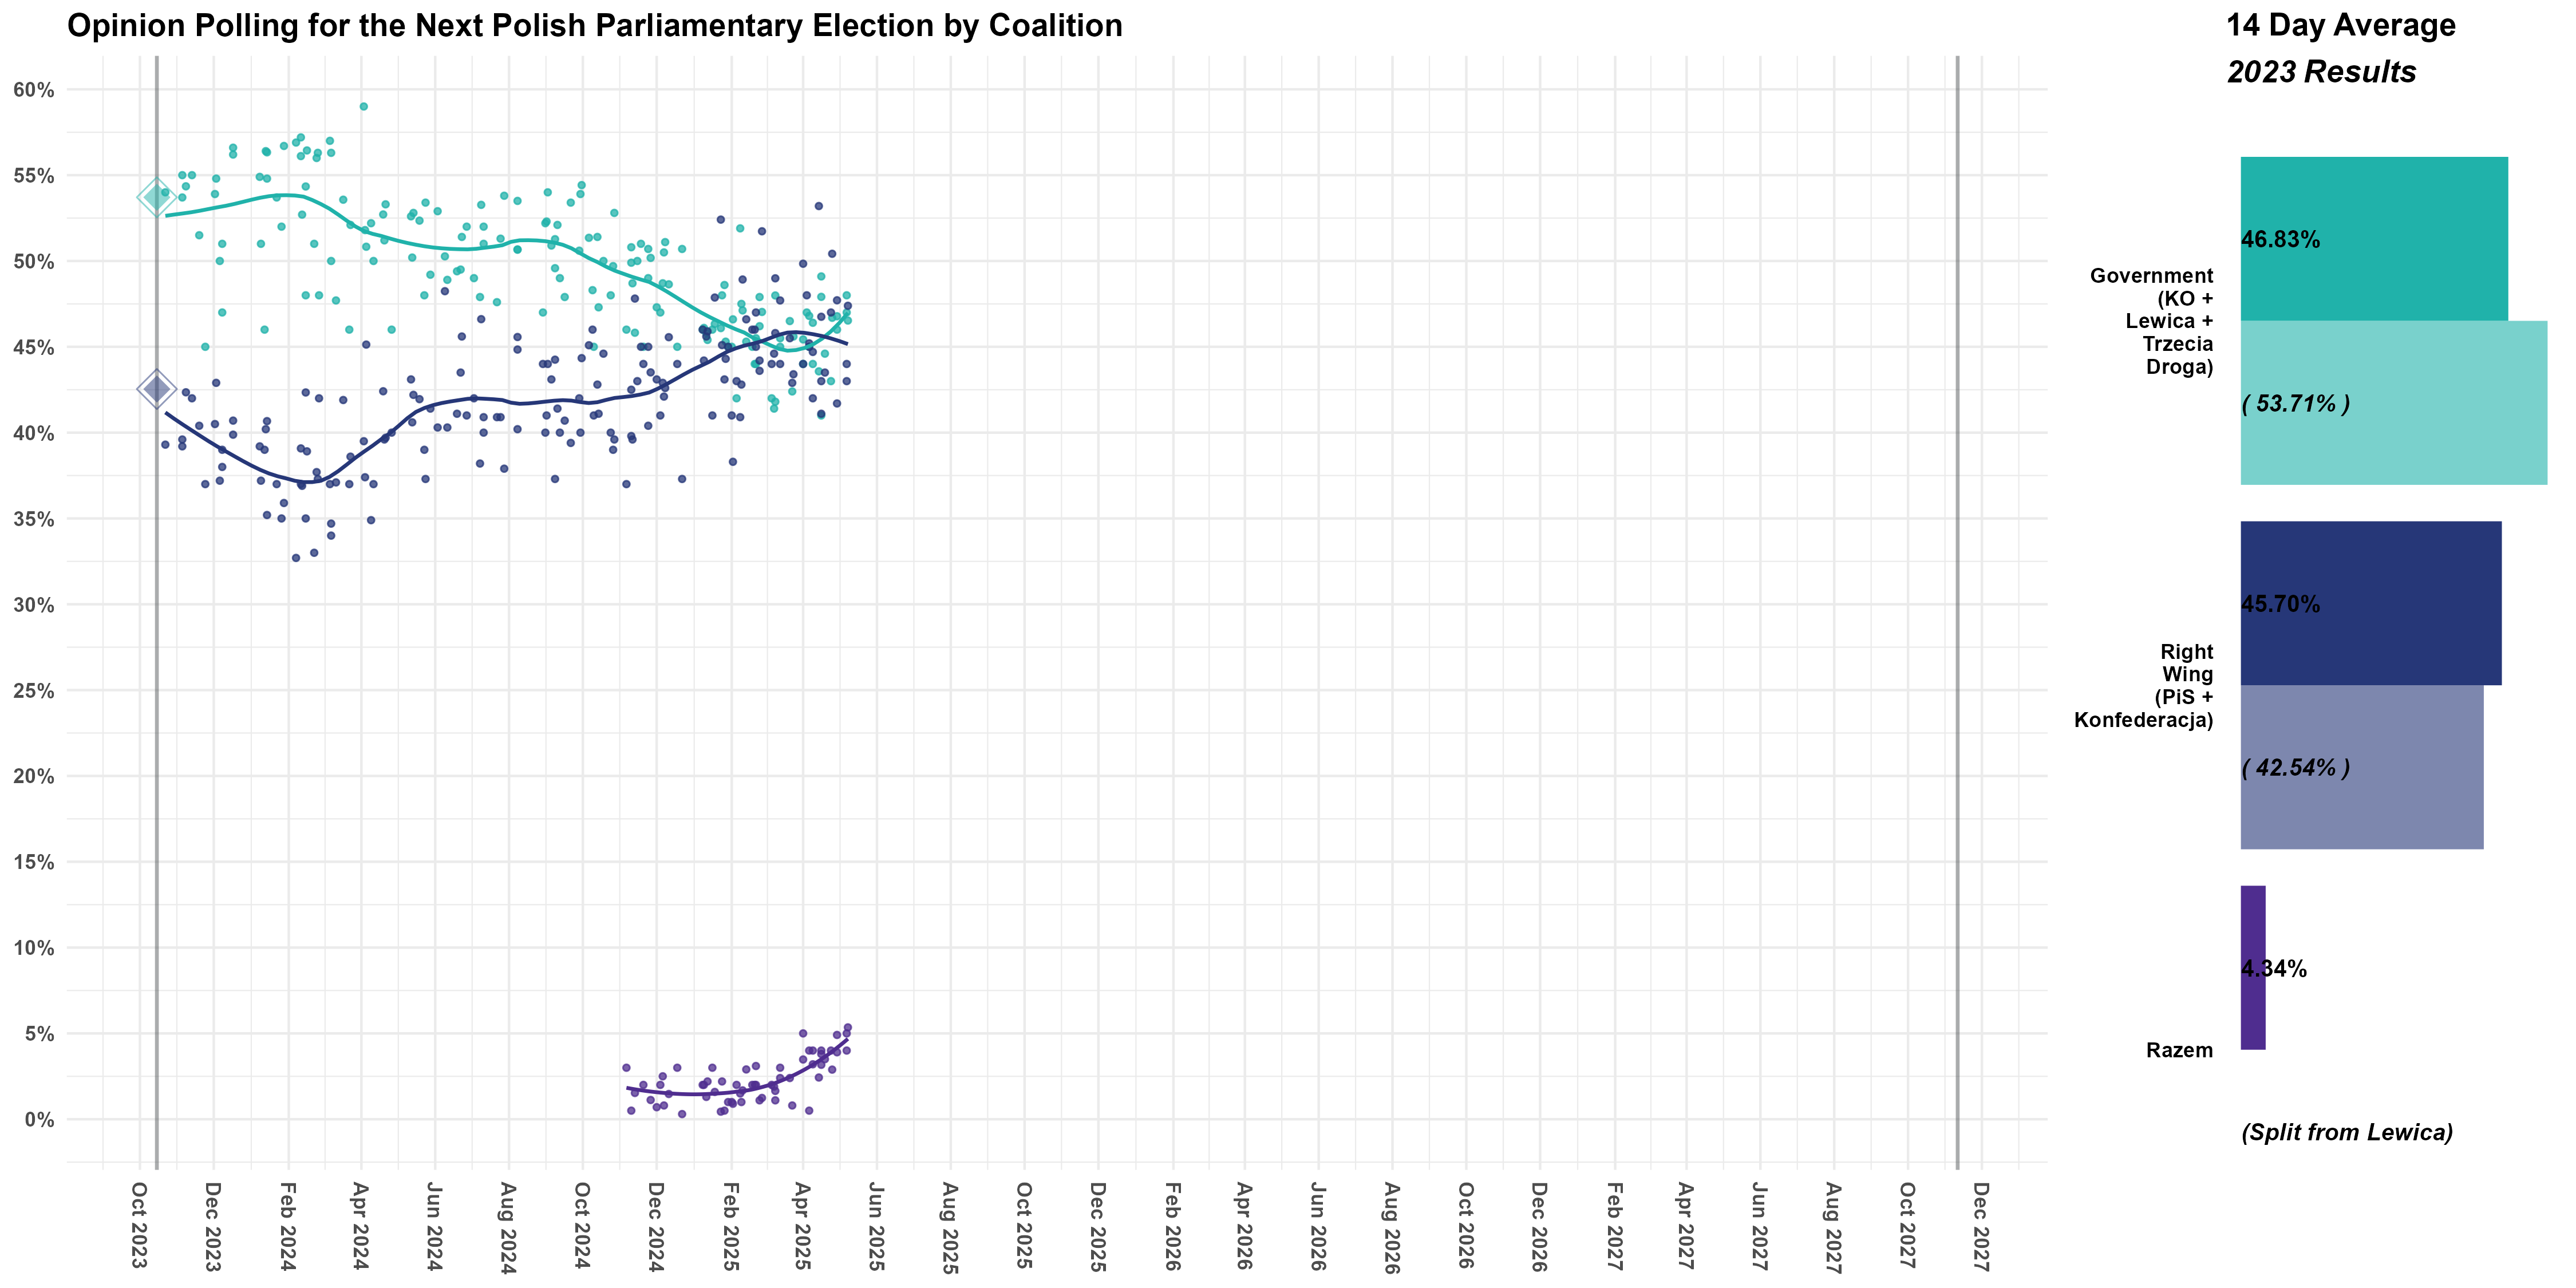 Opinion Polling for the Next Polish Parliamentary Election by Coalition
60%
55%
50%
45%
40%
35%
30%
25%
20%
15%
10%
5%
0%
Oct 2023
Dec 2023
Feb 2024
Apr 2024
Jun 2024
Aug 2024
Oct 2024
Dec 2024
Feb 2025
Apr 2025
Jun 2025
Aug 2025
Oct 2025
Dec 2025
Feb 2026
Apr 2026
Jun 2026
Aug 2026
Oct 2026
Dec 2026
Feb 2027
Apr 2027
Jun 2027
Aug 2027
Oct 2027
Dec 2027
14 Day Average
2023 Results
Government
(KO +
Lewica +
Trzecia
Droga)
46.83%
( 53.71% )
Right
Wing
(PiS +
Konfederacja)
45.70%
( 42.54% )
Razem
4.34%
(Split from Lewica)